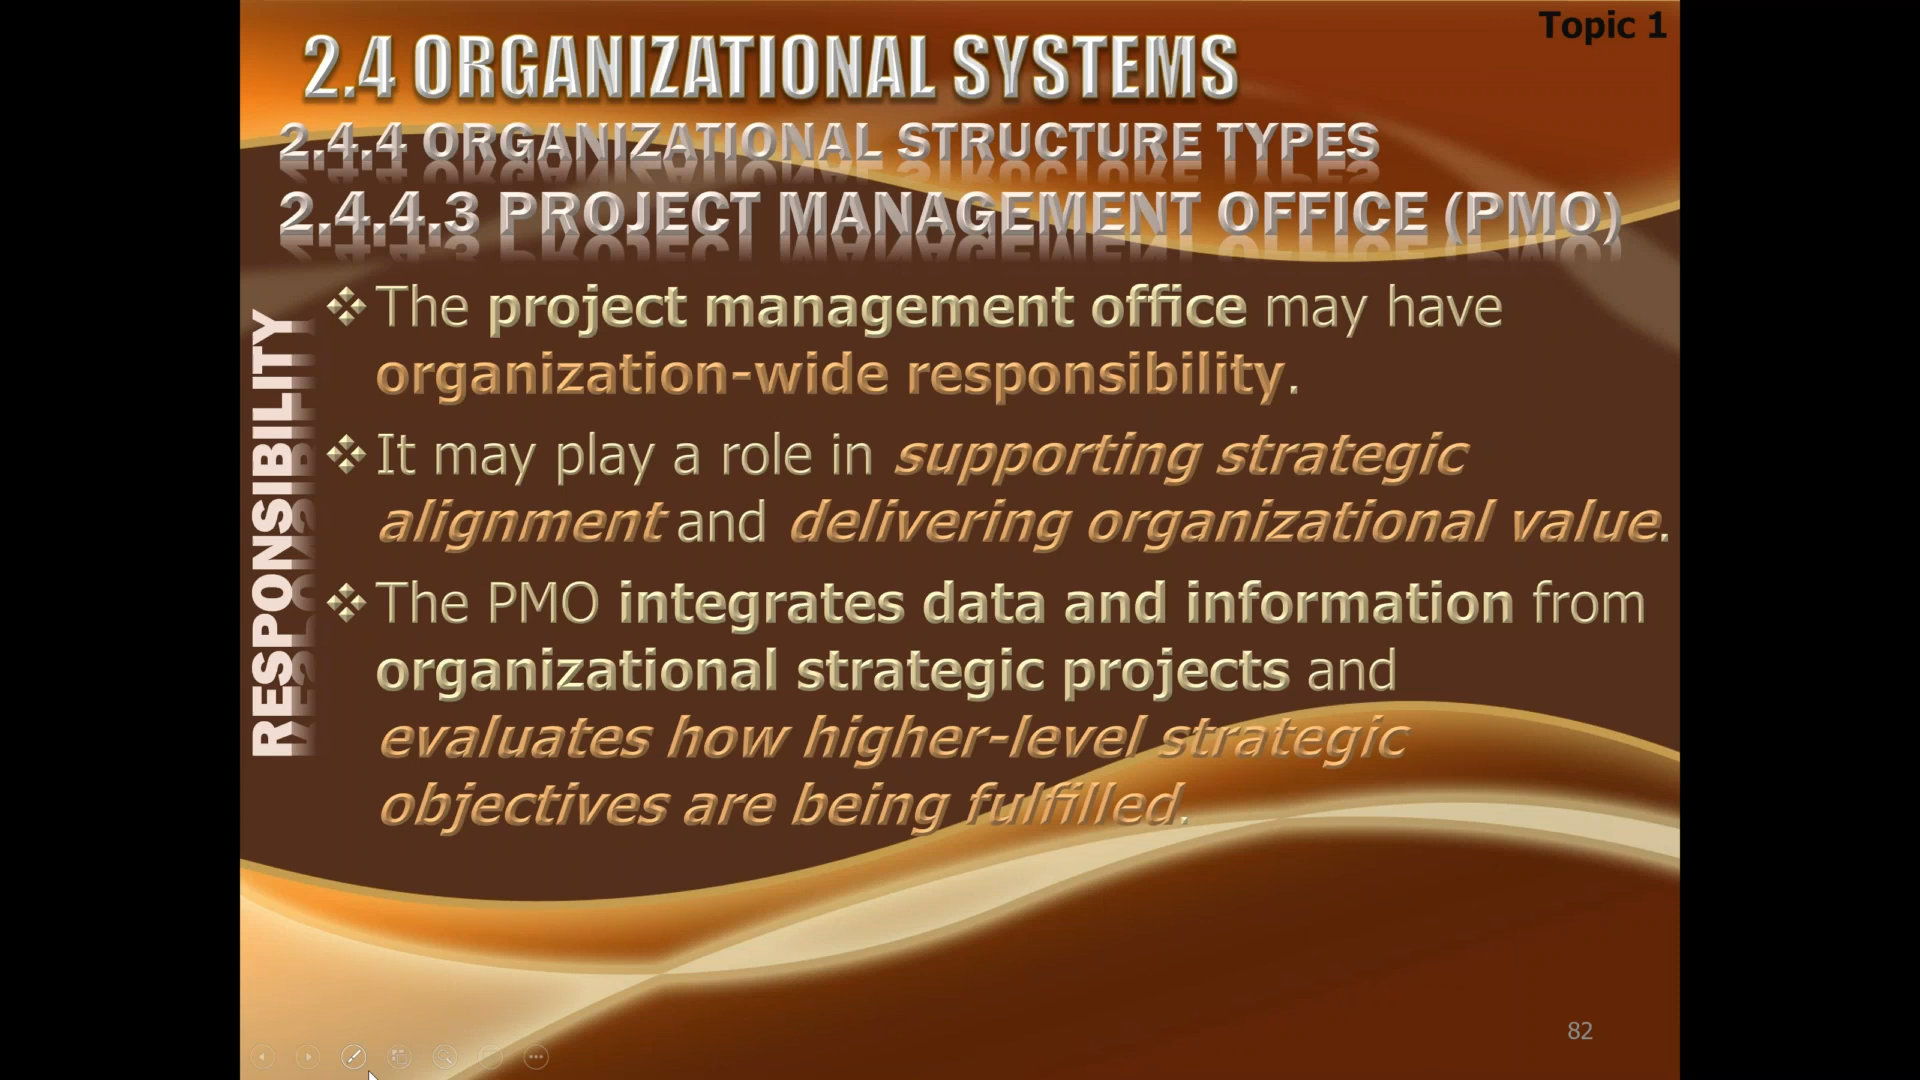 Topic 1
2.4 ORGANIZATIONAL SYSTEMS
2.4.4 ORGANIZATIONAL STRUCTURE TYPES
2.4.4.3 PROJECT MANAGEMENT OFFICE (PMO)
RESPONSIBILITY
❖The project management office may have
organization-wide responsibility.
❖It may play a role in supporting strategic
alignment and delivering organizational value.
❖The PMO integrates data and information from
organizational strategic projects and
evaluates how higher-level strategic
objectives are being fulfilled.
82